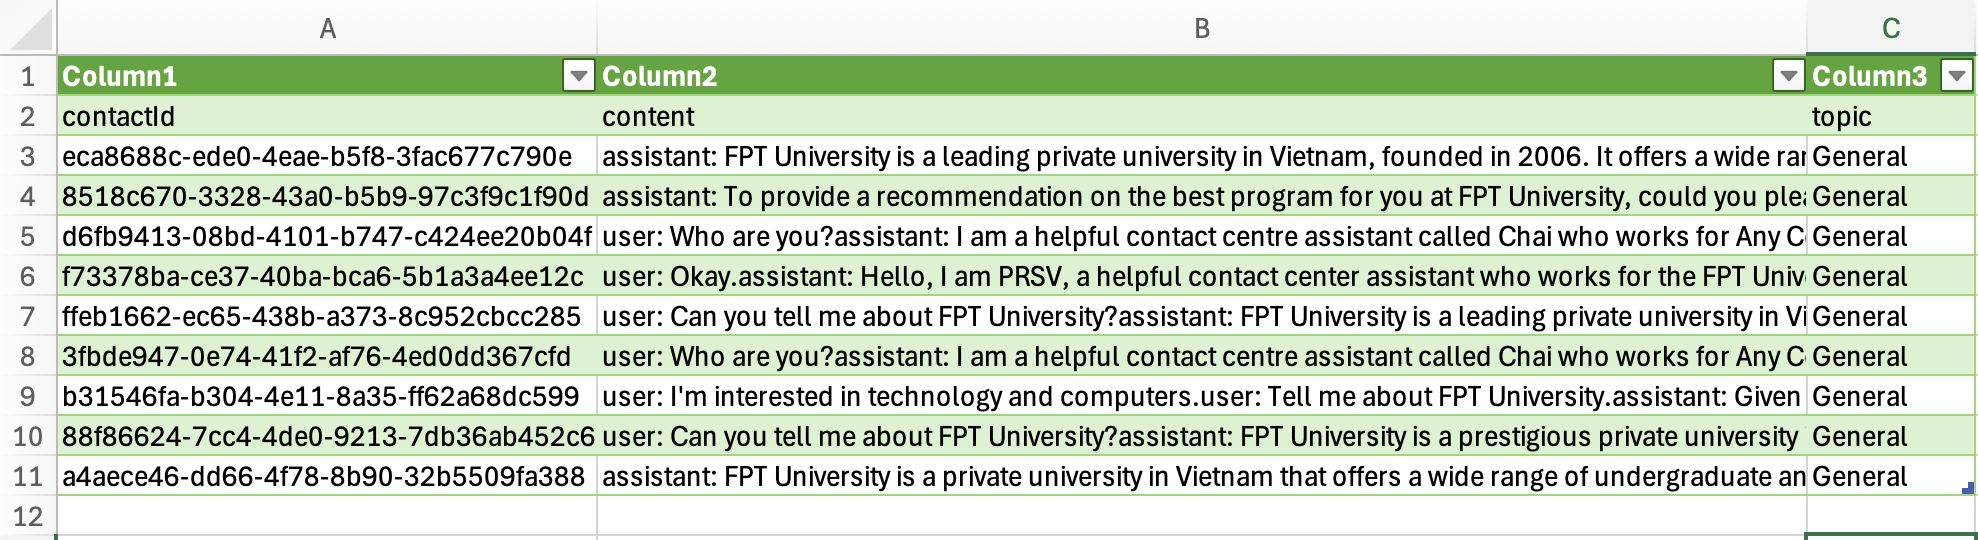 A B C
1 Column1 Column2 Column3
2 contactId content topic
3 eca8688c-ede0-4eae-b5f8-3fac677c790e assistant: FPT University is a leading private university in Vietnam, founded in 2006. It offers a wide ran General
4 8518c670-3328-43a0-b5b9-97c3f9c1f90d assistant: To provide a recommendation on the best program for you at FPT University, could you plea General
5 d6fb9413-08bd-4101-b747-c424ee20b04f user: Who are you?assistant: I am a helpful contact centre assistant called Chai who works for Any C General
6 f73378ba-ce37-40ba-bca6-5b1a3a4ee12c user: Okay.assistant: Hello, I am PRSV, a helpful contact center assistant who works for the FPT Univ General
7 ffeb1662-ec65-438b-a373-8c952cbcc285 user: Can you tell me about FPT University?assistant: FPT University is a leading private university in Vi General
8 3fbde947-0e74-41f2-af76-4ed0dd367cfd user: Who are you?assistant: I am a helpful contact centre assistant called Chai who works for Any C General
9 b31546fa-b304-4e11-8a35-ff62a68dc599 user: I'm interested in technology and computers.user: Tell me about FPT University.assistant: Given General
10 88f86624-7cc4-4de0-9213-7db36ab452c6 user: Can you tell me about FPT University?assistant: FPT University is a prestigious private university General
11 a4aece46-dd66-4f78-8b90-32b5509fa388 assistant: FPT University is a private university in Vietnam that offers a wide range of undergraduate an General
12